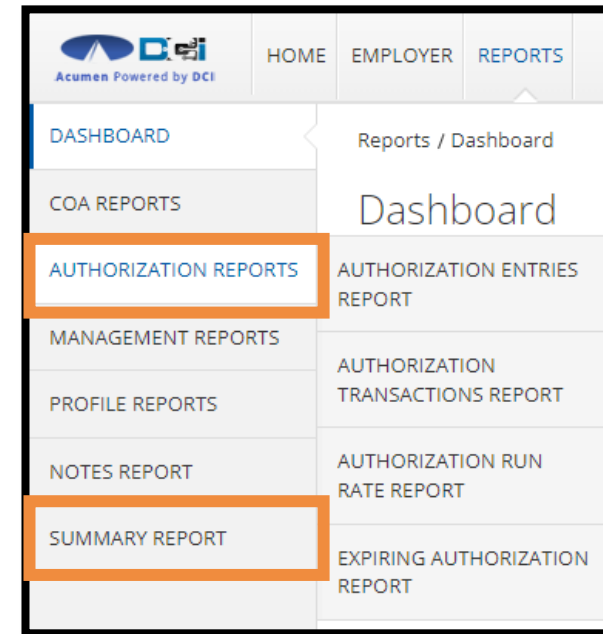 DCi
Acumen Powered by DCI
HOME EMPLOYER REPORTS
DASHBOARD
COA REPORTS
AUTHORIZATION REPORTS
MANAGEMENT REPORTS
PROFILE REPORTS
NOTES REPORT
SUMMARY REPORT
Reports / Dashboard
Dashboard
AUTHORIZATION ENTRIES
REPORT
AUTHORIZATION
TRANSACTIONS REPORT
AUTHORIZATION RUN
RATE REPORT
EXPIRING AUTHORIZATION
REPORT